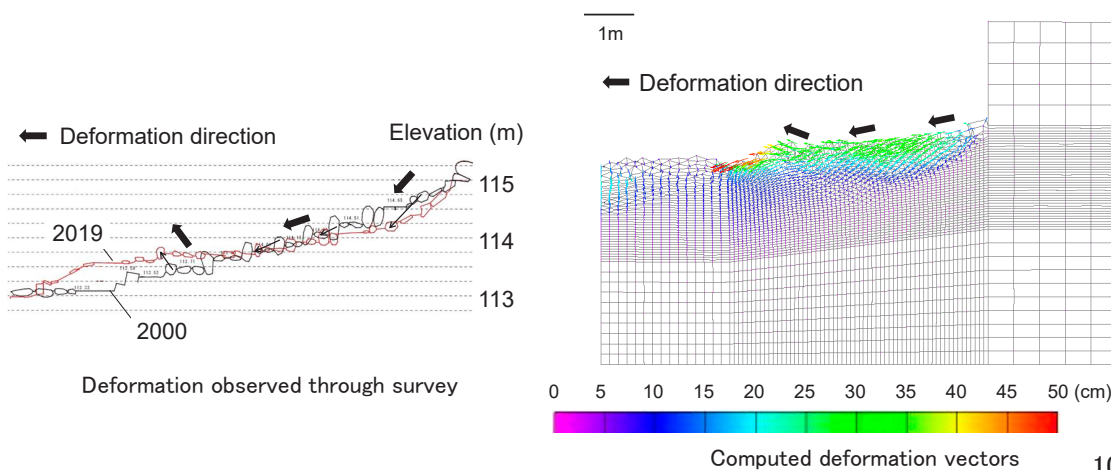 1m
Deformation direction
Deformation direction
Elevation (m)
115
114
113
2019
2000
Deformation observed through survey
0 5 10 15 20 25 30 35 40 45 50 (cm)
Computed deformation vectors